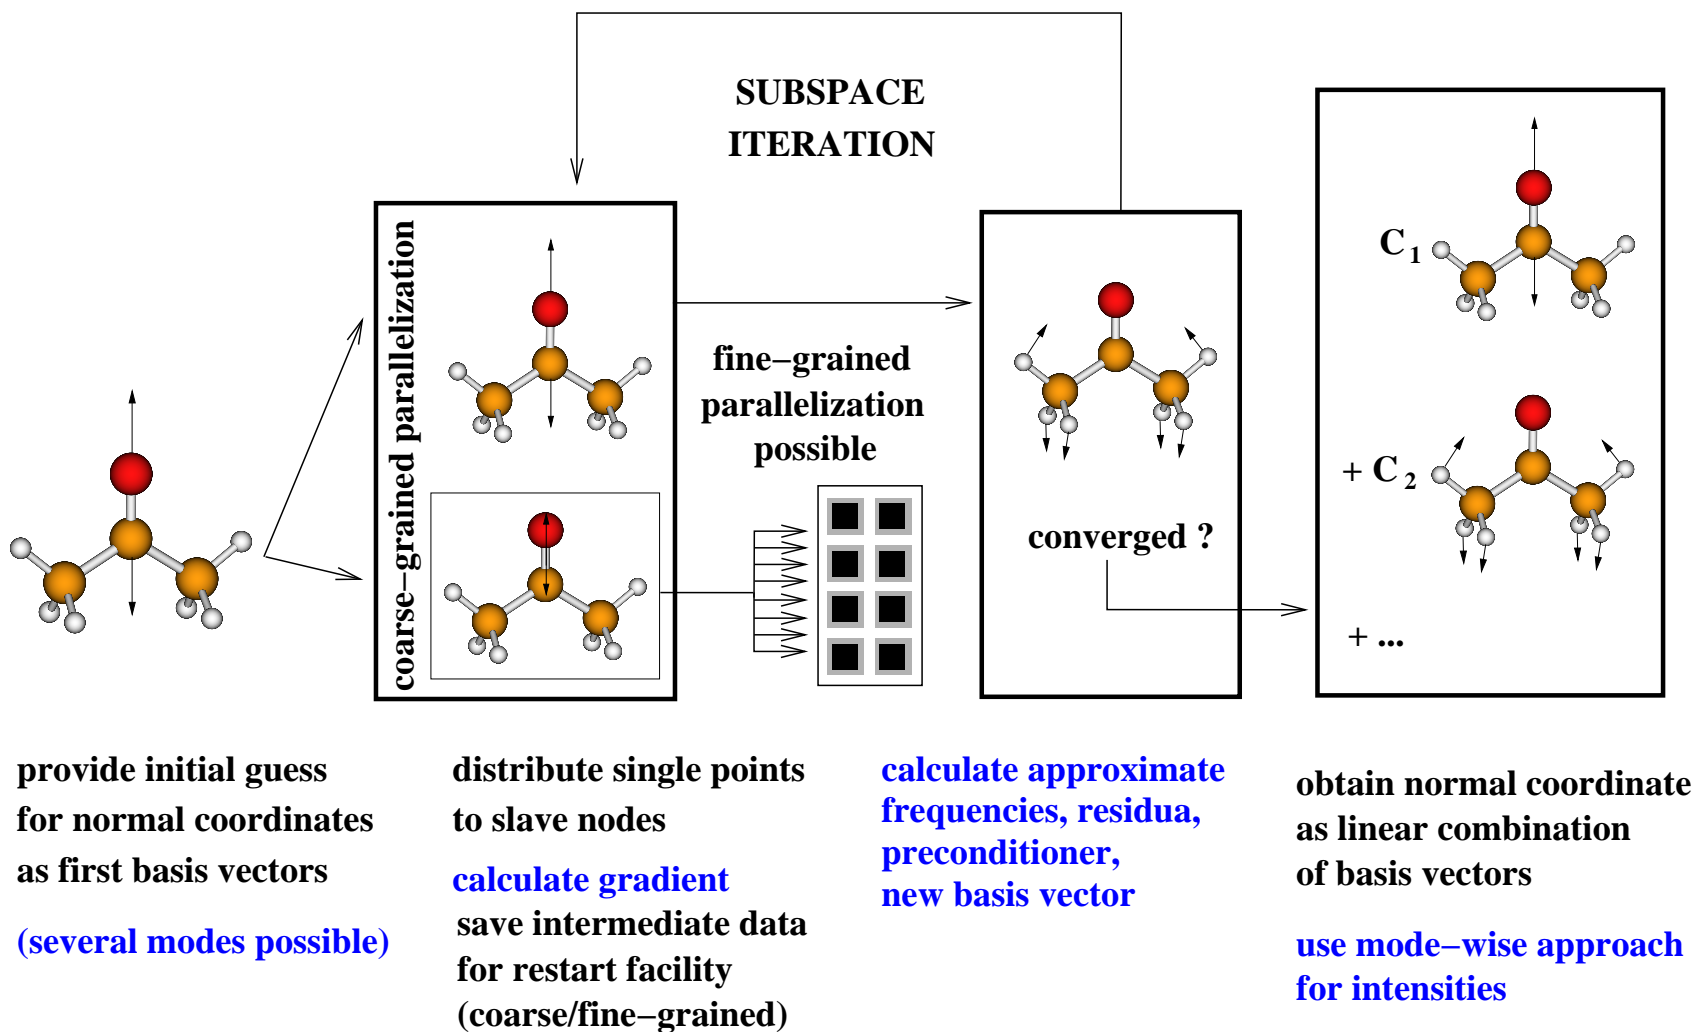 SUBSPACE
ITERATION
coarse−grained parallelization
fine−grained
parallelization
possible
converged ?
C1
+ C2
+ ...
provide initial guess
for normal coordinates
as first basis vectors
(several modes possible)
distribute single points
to slave nodes
calculate gradient
save intermediate data
for restart facility
(coarse/fine−grained)
calculate approximate
frequencies, residua,
preconditioner,
new basis vector
obtain normal coordinate
as linear combination
of basis vectors
use mode−wise approach
for intensities